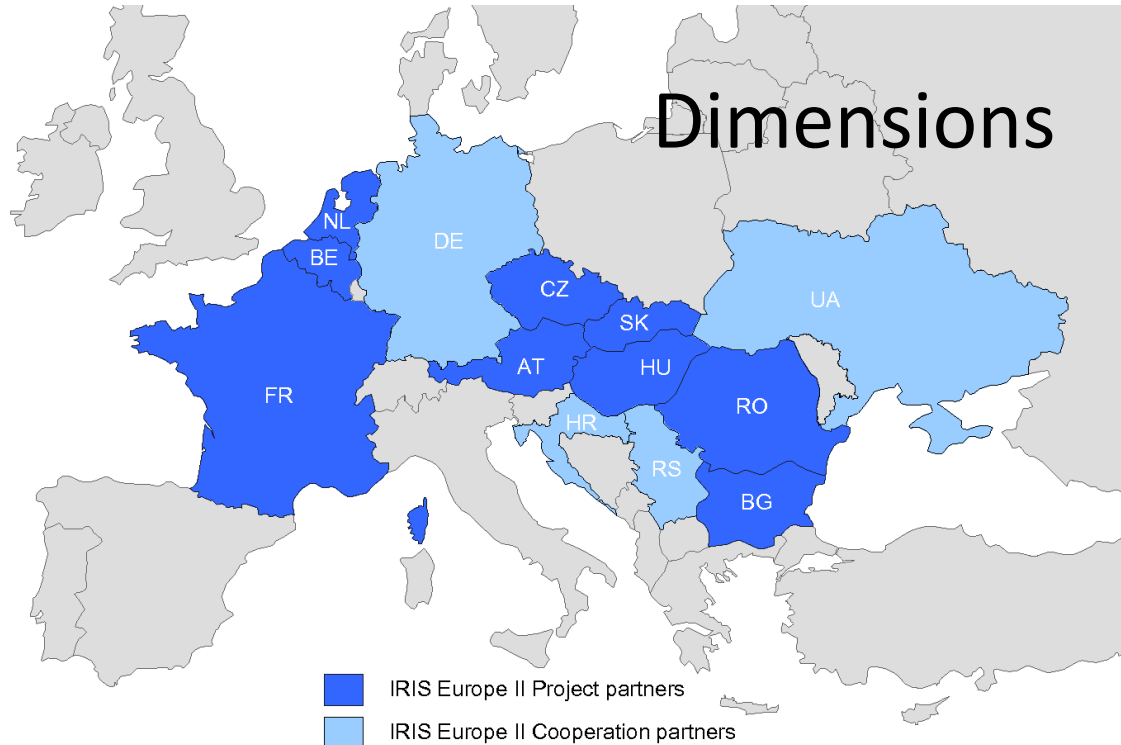 Dimensions
NL
DE
BE
CZ
UA
SK
AT
HU
FR
RO
HR
RS
BG
IRIS Europe II Project partners
IRIS Europe II Cooperation partners